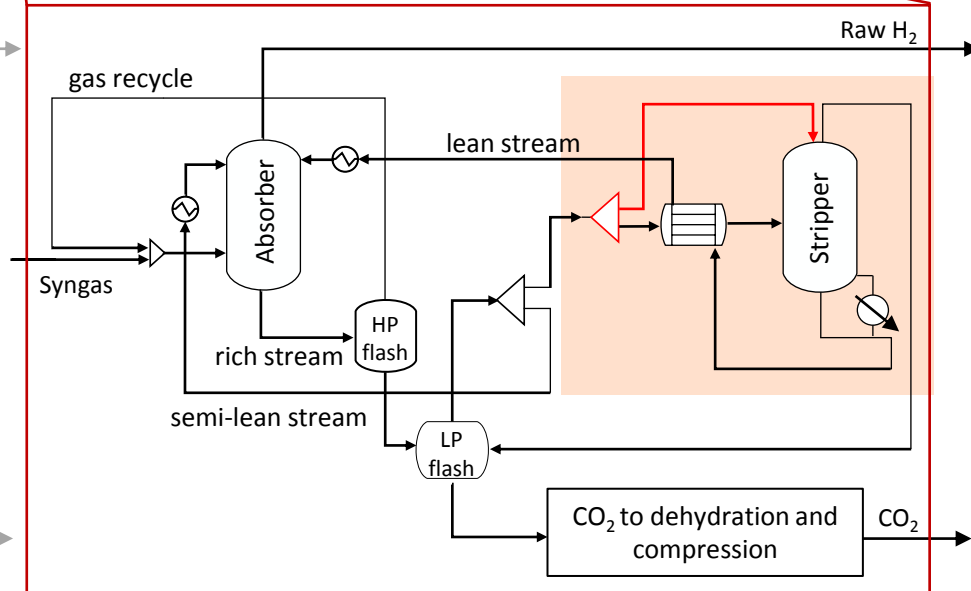 Raw H₂
gas recycle
lean stream
Absorber
Stripper
Syngas
HP
flash
rich stream
semi-lean stream
LP
flash
CO₂ to dehydration and
compression
CO₂